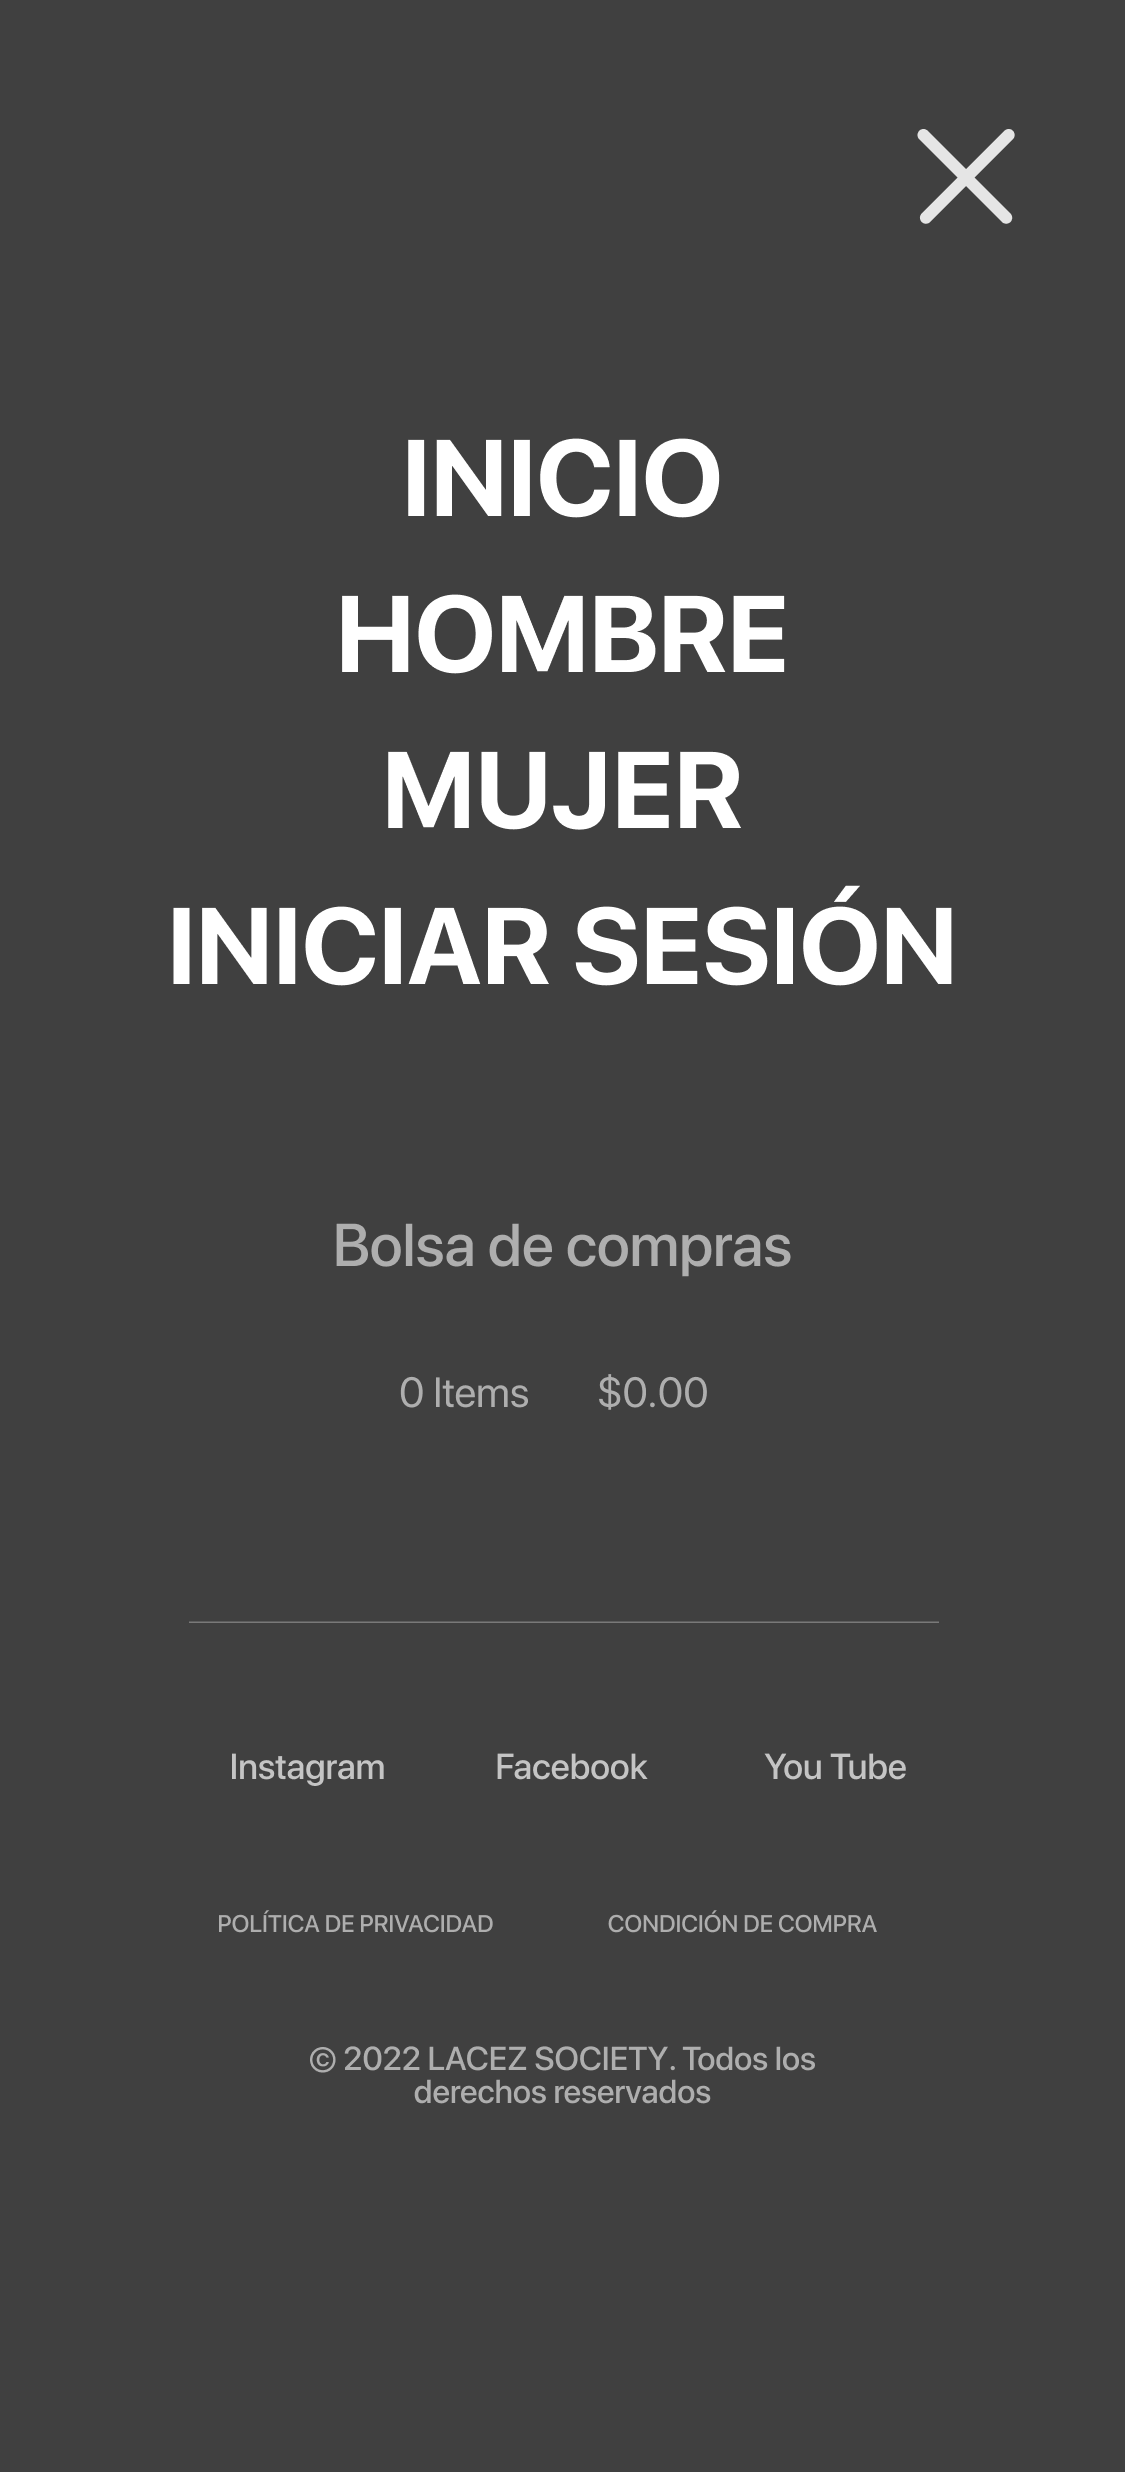 INICIO
HOMBRE
MUJER
INICIAR SESIÓN
Bolsa de compras
0 Items $0.00
Instagram Facebook You Tube
POLÍTICA DE PRIVACIDAD CONDICIÓN DE COMPRA
© 2022 LACEZ SOCIETY. Todos los
derechos reservados